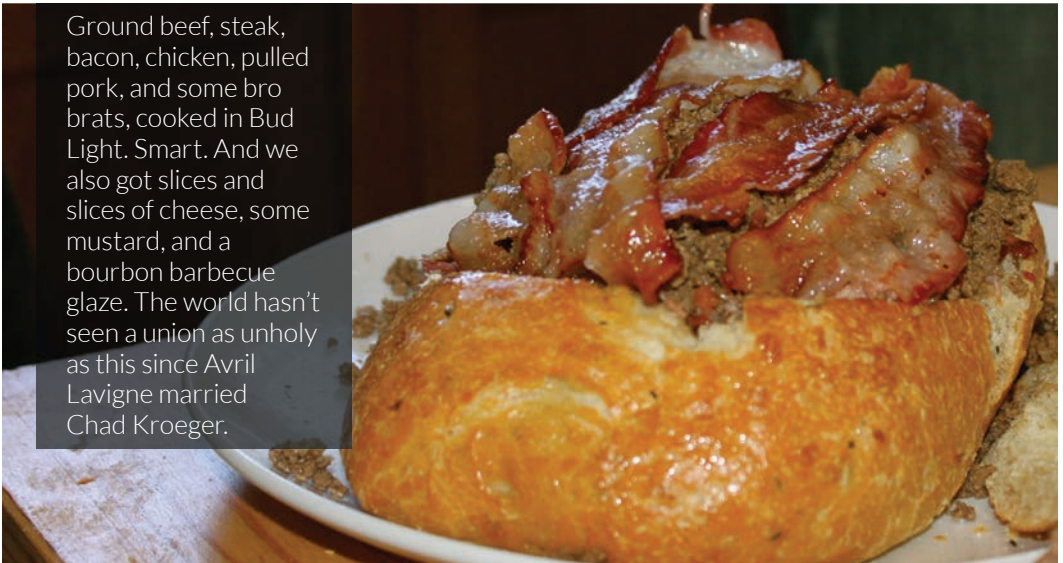 Ground beef, steak,
bacon, chicken, pulled
pork, and some bro
brats, cooked in Bud
Light. Smart. And we
also got slices and
slices of cheese, some
mustard, and a
bourbon barbecue
glaze. The world hasn’t
seen a union as unholy
as this since Avril
Lavigne married
Chad Kroeger.